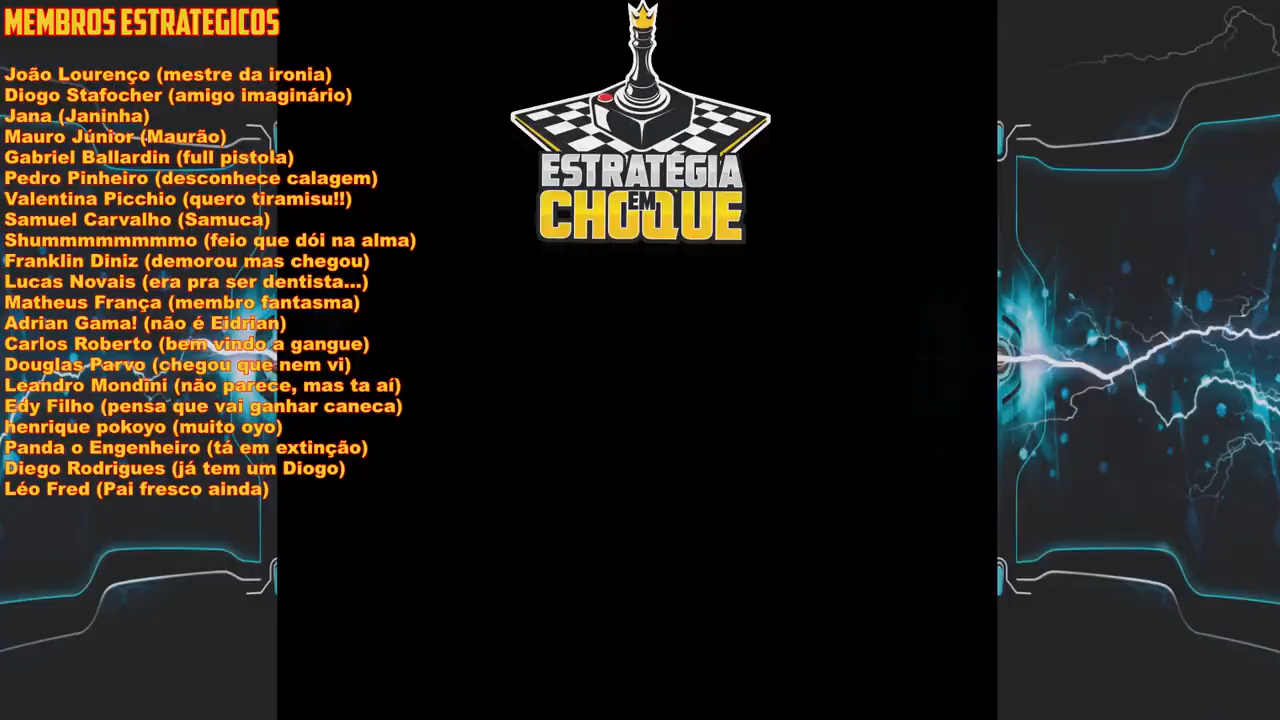 MEMBROS ESTRATEGICOS
João Lourenço (mestre da ironia)
Diogo Stafocher (amigo imaginário)
Jana (Janinha)
Mauro Júnior (Maurão)
Gabriel Ballardin (full pistola)
Pedro Pinheiro (desconhece calagem)
Valentina Picchio (quero tiramisu!!)
Samuel Carvalho (Samuca)
Shummmmmmmmo (feio que dói na alma)
Franklin Diniz (demorou mas chegou)
Lucas Novais (era pra ser dentista...)
Matheus França (membro fantasma)
Adrian Gama! (não é Eidrian)
Carlos Roberto (bem vindo a gangue)
Douglas Parvo (chegou que nem vi)
Leandro Mondini (não parece, mas ta aí)
Edy Filho (pensa que vai ganhar caneca)
henrique pokoyo (muito oyo)
Panda o Engenheiro (tá em extinção)
Diego Rodrigues (já tem um Diogo)
Léo Fred (Pai fresco ainda)
ESTRATÉGIA
EM
CHOQUE